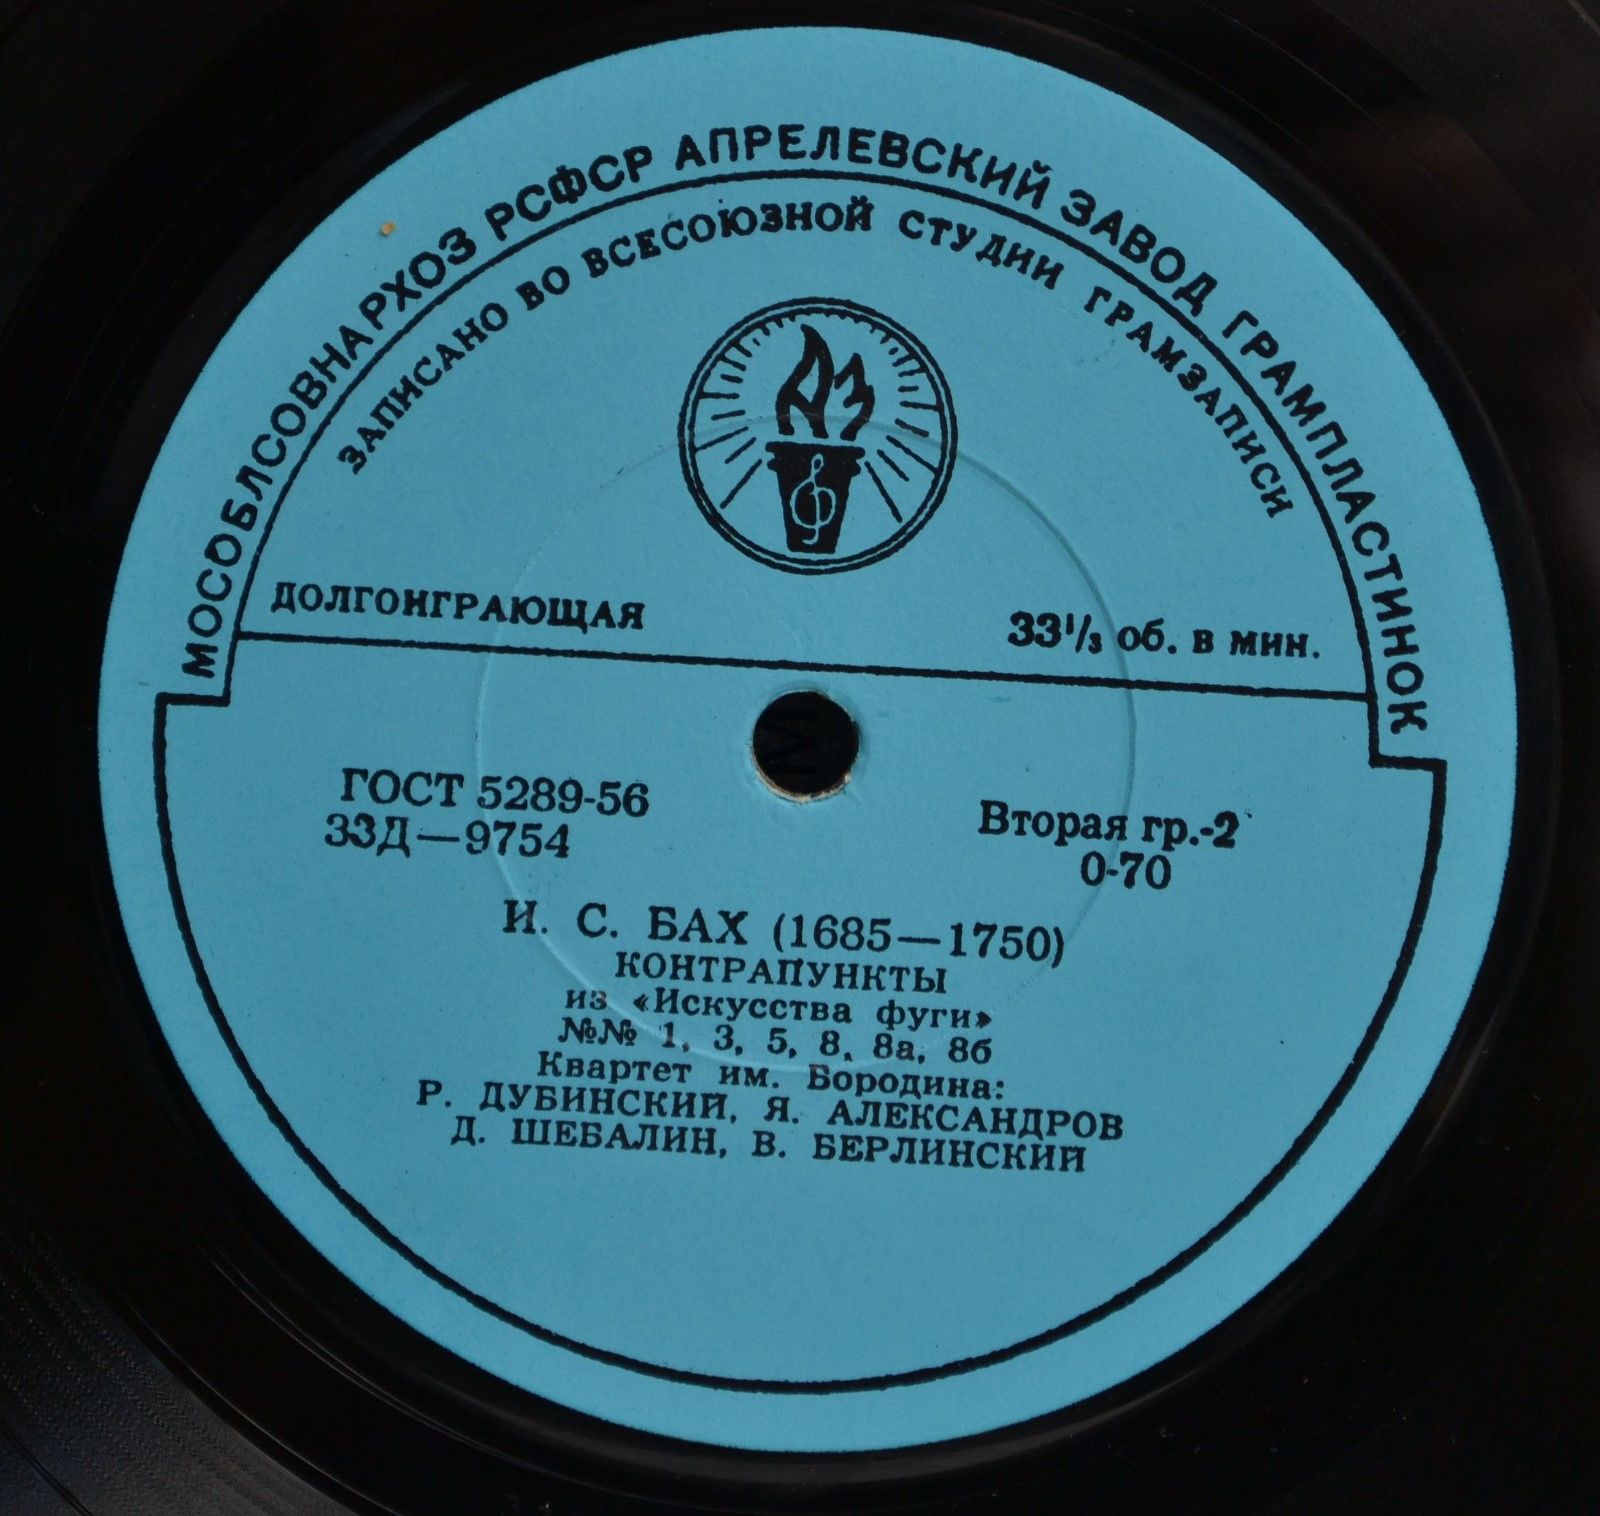 МОСОБЛСОВНАРХОЗ РСФСР АПРЕЛЕВСКИЙ ЗАВОД ГРАМПЛАСТИНОК
ЗАПИСАНО ВО ВСЕСОЮЗНОЙ СТУДИИ ГРАМЗАПИСИ
ДОЛГОИГРАЮЩАЯ
33 1/3 об. в мин.
ГОСТ 5289-56
33Д—9754
Вторая гр.-2
0-70
И. С. БАХ (1685—1750)
КОНТРАПУНКТЫ
из «Искусства фуги»
№№ 1, 3, 5, 8, 8а, 8б
Квартет им. Бородина:
Р. ДУБИНСКИЙ, Я. АЛЕКСАНДРОВ
Д. ШЕБАЛИН, В. БЕРЛИНСКИЙ